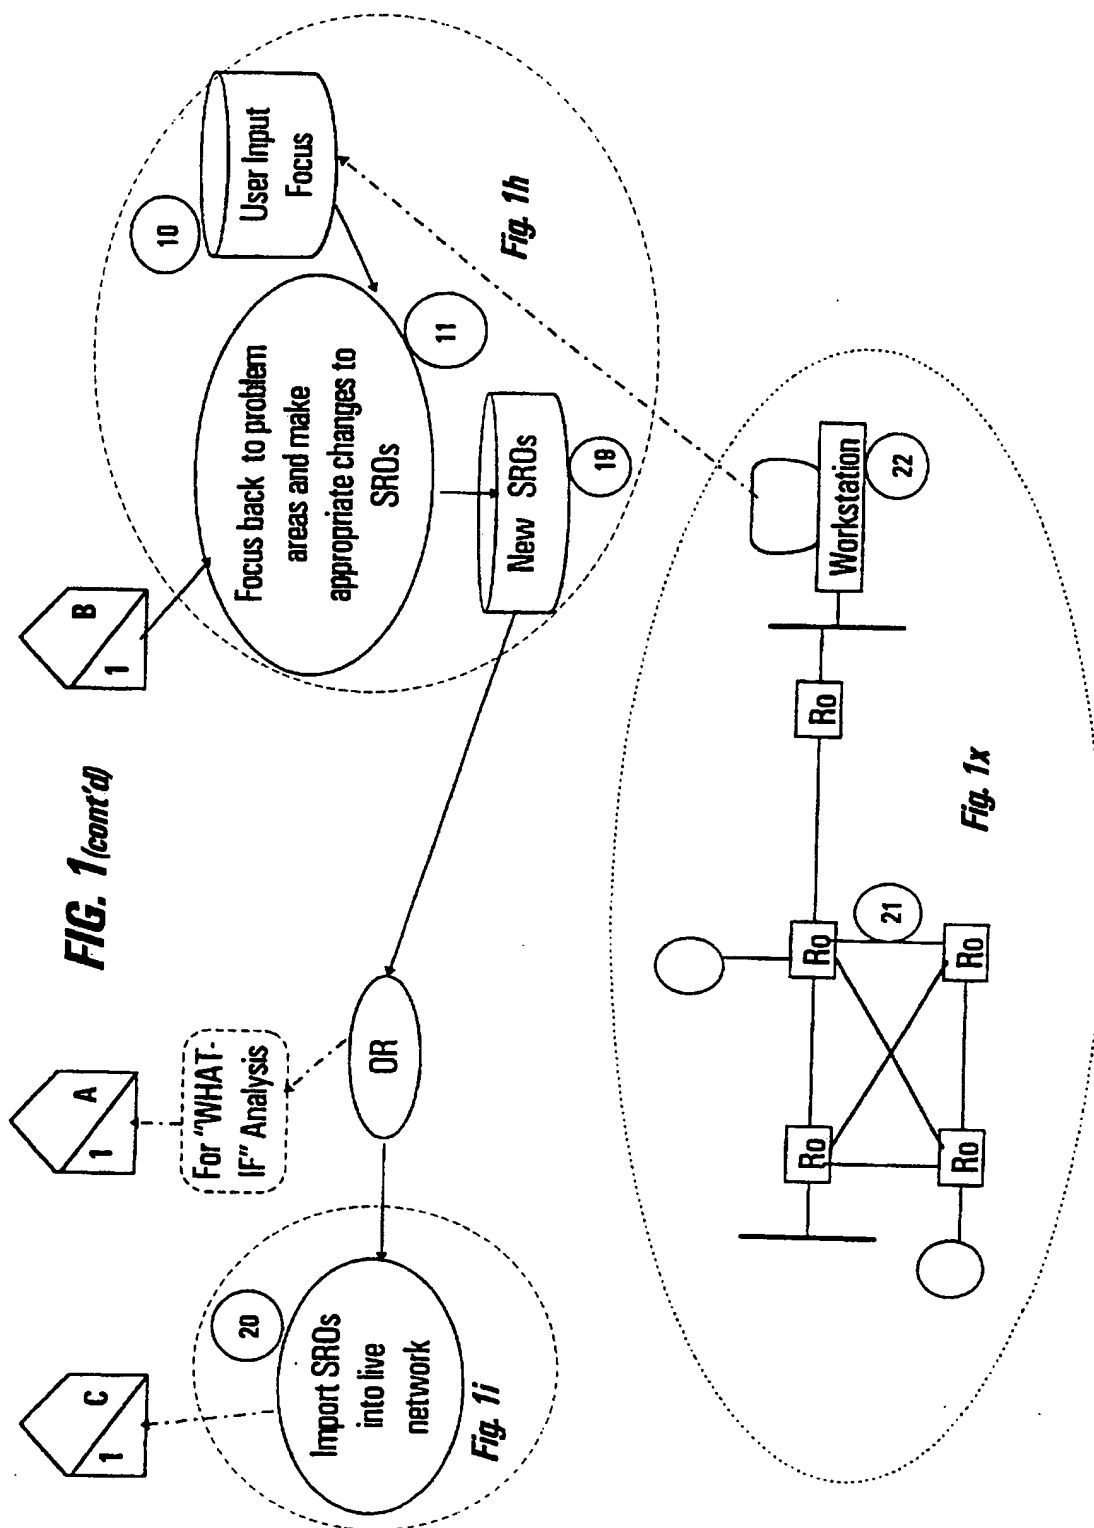 FIG. 1(cont'd)
C
1
A
1
B
1
20
Import SROs
into live
network
Fig. 1i
For "WHAT-
IF" Analysis
OR
10
User Input
Focus
Focus back to problem
areas and make
appropriate changes to
SROs
11
New SROs
19
Fig. 1h
Ro
Ro
Ro
Workstation
22
21
Ro
Ro
Fig. 1x